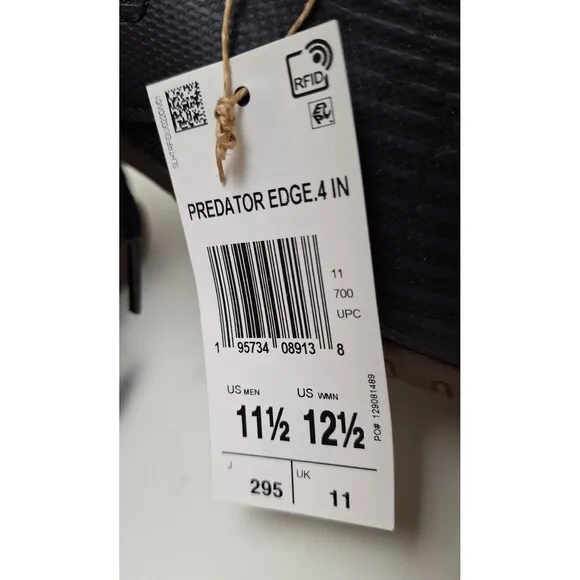 RFID
PREDATOR EDGE.4 IN
11
700
UPC
1 95734 08913 8
US MEN US WMN
11½ 12½
J UK
295 11
PO# 129081489